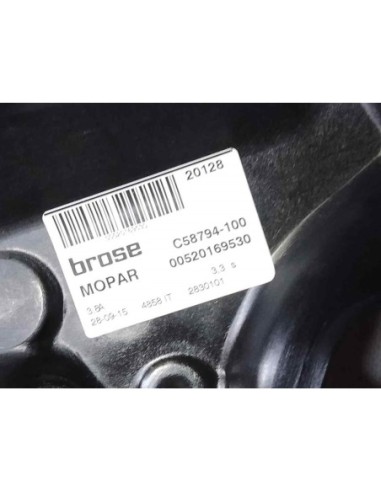 20128
brose
C58794-100
MOPAR
00520169530
3.8A
3.3 s
28-09-15 4858 IT 2830101